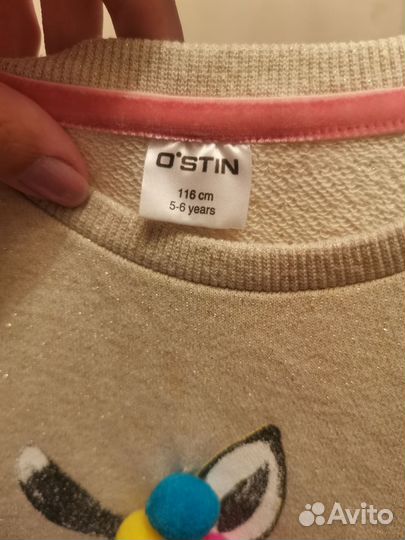 O'STIN
116 cm
5-6 years
Avito